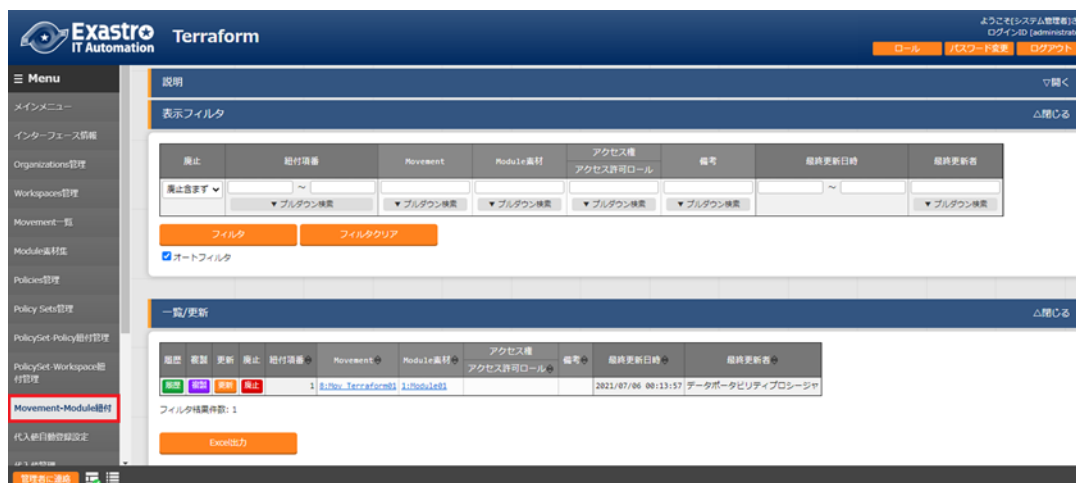 Exastro
IT Automation
Terraform
ようこそ[システム管理者]さ
ログインID [administrat
ロール
パスワード変更
ログアウト
Menu
メインメニュー
インターフェース情報
Organizations管理
Workspaces管理
Movement一覧
Module素材集
Policies管理
Policy Sets管理
PolicySet-Policy紐付管理
PolicySet-Workspace紐
付管理
Movement-Module紐付
代入値自動登録設定
代入値管理
説明
▽開く
表示フィルタ
△閉じる
廃止
紐付項番
Movement
Module素材
アクセス権
アクセス許可ロール
備考
最終更新日時
最終更新者
廃止含まず
～
～
▼ プルダウン検索
▼ プルダウン検索
▼ プルダウン検索
▼ プルダウン検索
▼ プルダウン検索
▼ プルダウン検索
フィルタ
フィルタクリア
オートフィルタ
一覧/更新
△閉じる
履歴
複製
更新
廃止
紐付項番
Movement
Module素材
アクセス権
アクセス許可ロール
備考
最終更新日時
最終更新者
履歴
複製
更新
廃止
1
8:Mov_Terraform01
1:Module01
2021/07/06 00:13:57
データポータビリティプロシージャ
フィルタ結果件数: 1
Excel出力
管理者に連絡